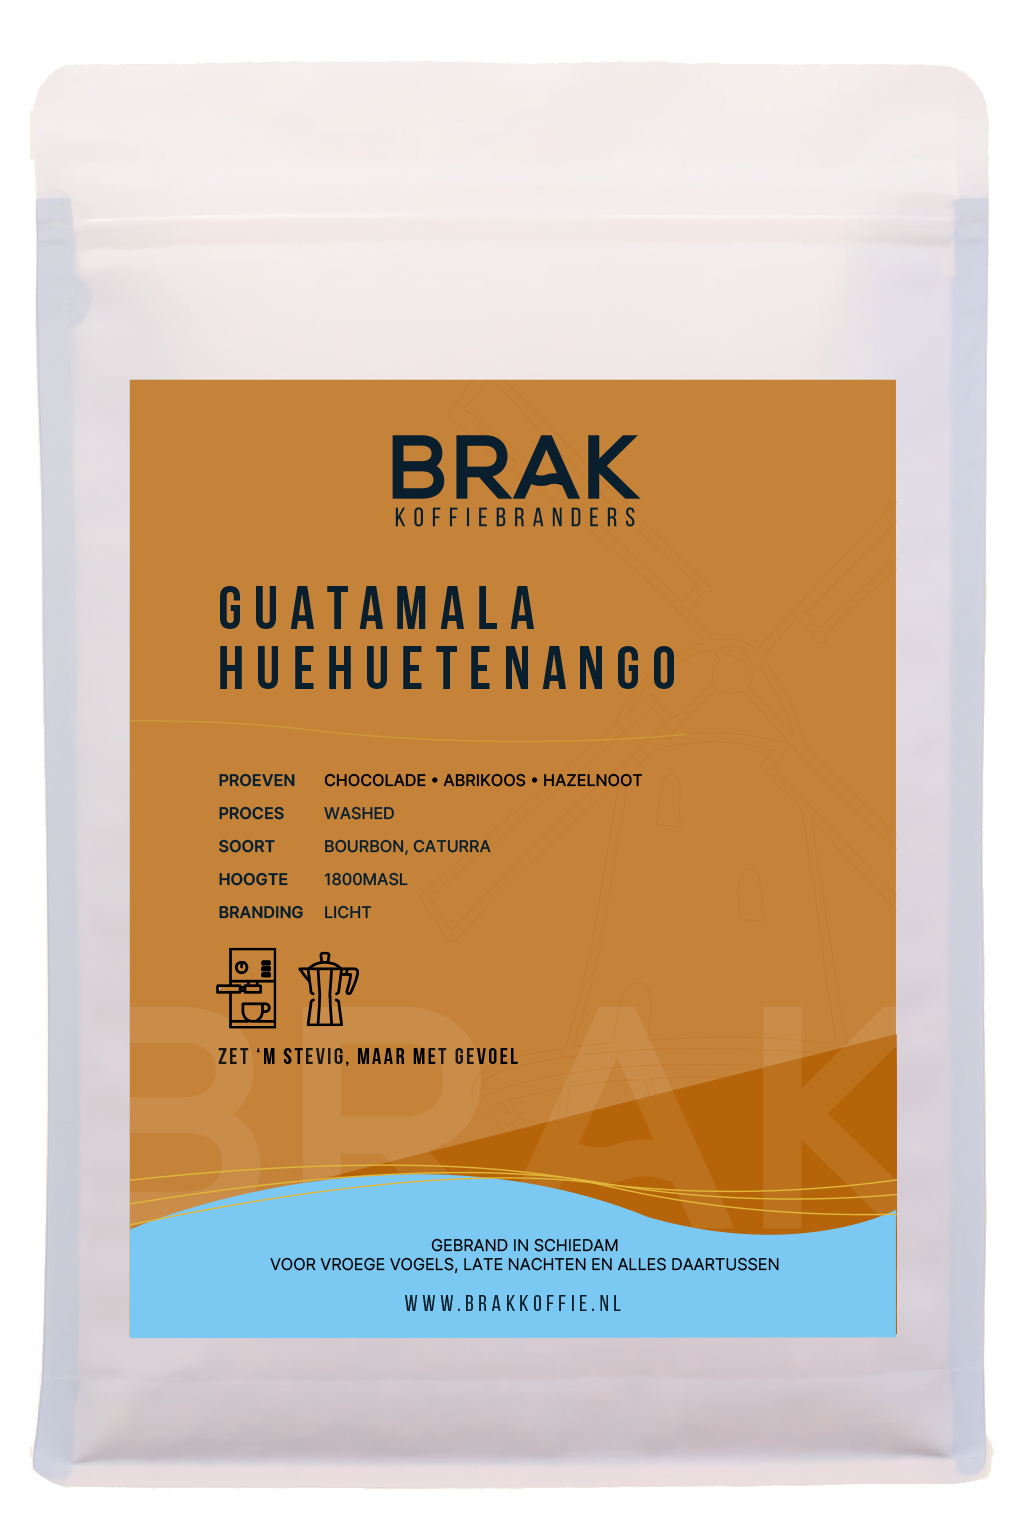 BRAK
KOFFIEBRANDERS
GUATAMALA
HUEHUETENANGO
PROEVEN CHOCOLADE • ABRIKOOS • HAZELNOOT
PROCES WASHED
SOORT BOURBON, CATURRA
HOOGTE 1800MASL
BRANDING LICHT
ZET ‘M STEVIG, MAAR MET GEVOEL
BRAK
GEBRAND IN SCHIEDAM
VOOR VROEGE VOGELS, LATE NACHTEN EN ALLES DAARTUSSEN
WWW.BRAKKOFFIE.NL